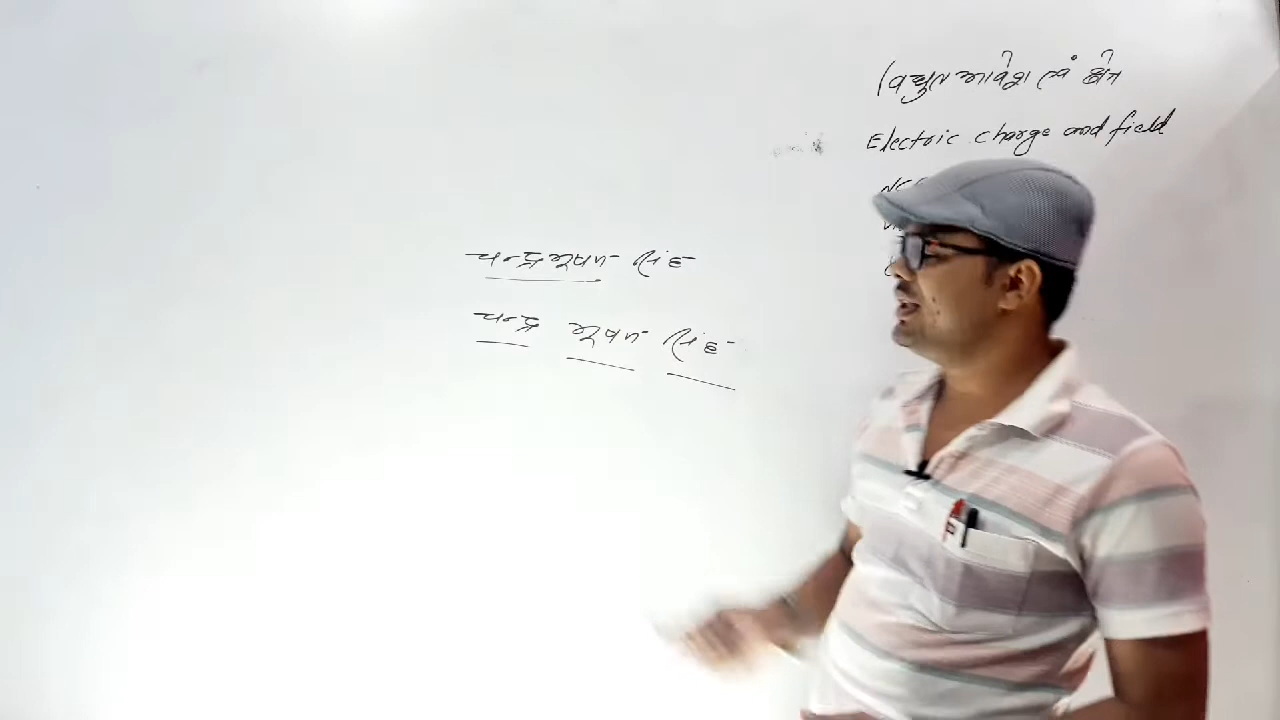 विद्युत आवेश एवं क्षेत्र
Electric charge and field
चन्द्रभूषण सिंह
चन्द्र भूषण सिंह